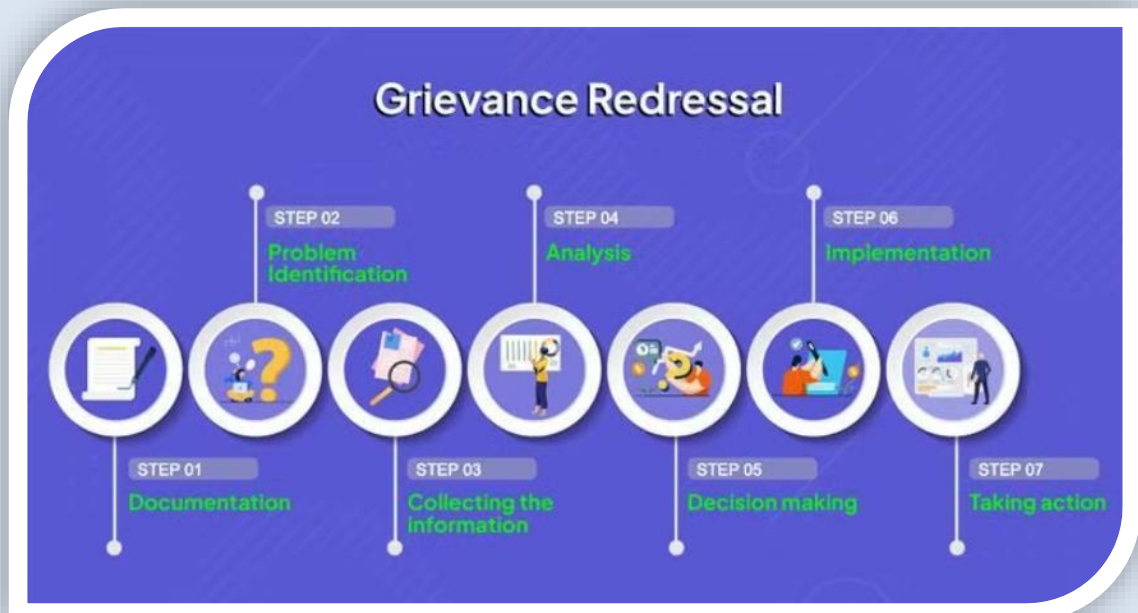 Grievance Redressal
STEP 01
Documentation
STEP 02
Problem
Identification
STEP 03
Collecting the
information
STEP 04
Analysis
STEP 05
Decision making
STEP 06
Implementation
STEP 07
Taking action